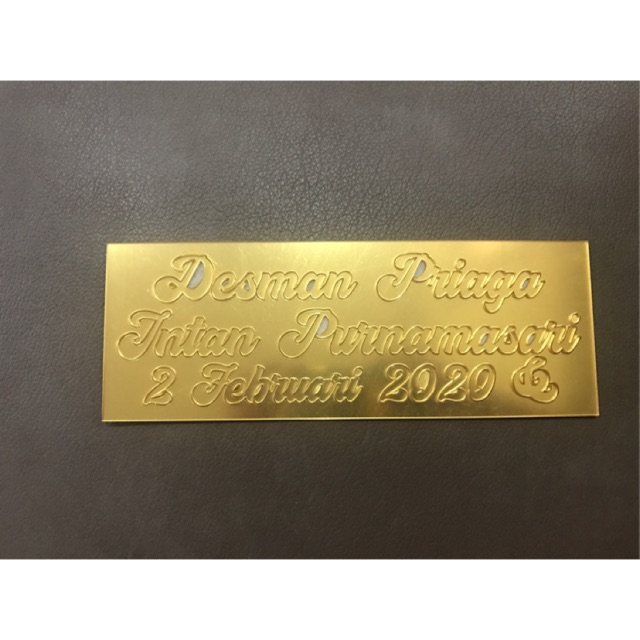 Desman Priaga
Intan Purnamasari
2 Februari 2020